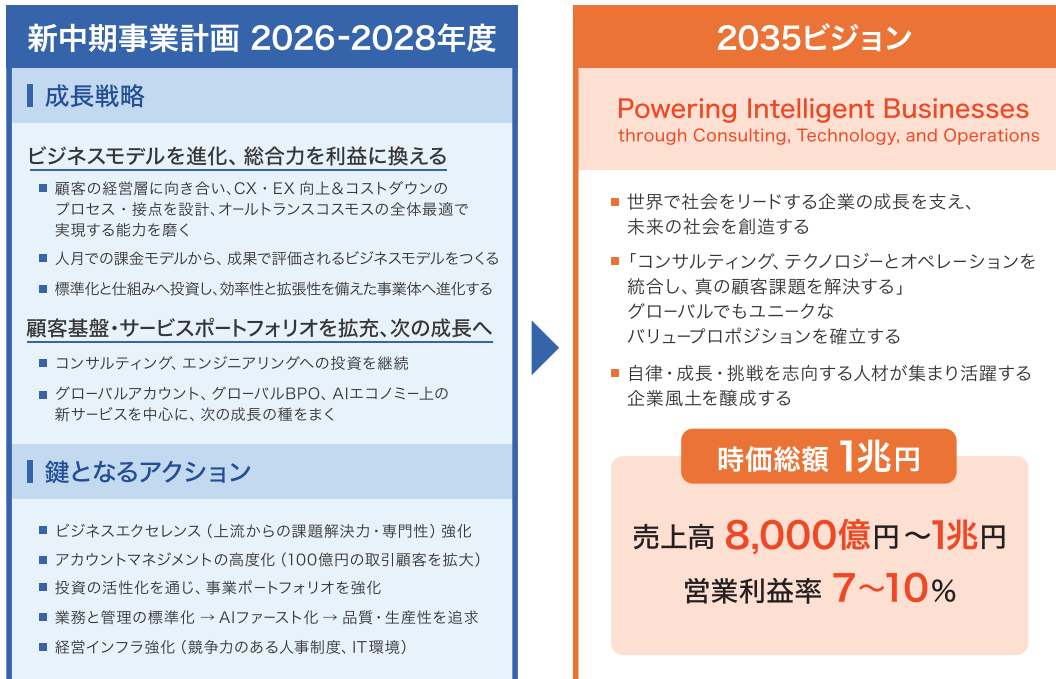 新中期事業計画 2026-2028年度
成長戦略
ビジネスモデルを進化、総合力を利益に換える
顧客の経営層に向き合い、CX・EX 向上&コストダウンの
プロセス・接点を設計、オールトランスコスモスの全体最適で
実現する能力を磨く
人月での課金モデルから、成果で評価されるビジネスモデルをつくる
標準化と仕組みへ投資し、効率性と拡張性を備えた事業体へ進化する
顧客基盤・サービスポートフォリオを拡充、次の成長へ
コンサルティング、エンジニアリングへの投資を継続
グローバルアカウント、グローバルBPO、AIエコノミー上の
新サービスを中心に、次の成長の種をまく
鍵となるアクション
ビジネスエクセレンス（上流からの課題解決力・専門性）強化
アカウントマネジメントの高度化（100億円の取引顧客を拡大）
投資の活性化を通じ、事業ポートフォリオを強化
業務と管理の標準化 → AIファースト化 → 品質・生産性を追求
経営インフラ強化（競争力のある人事制度、IT環境）
2035ビジョン
Powering Intelligent Businesses
through Consulting, Technology, and Operations
世界で社会をリードする企業の成長を支え、
未来の社会を創造する
「コンサルティング、テクノロジーとオペレーションを
統合し、真の顧客課題を解決する」
グローバルでもユニークな
バリュープロポジションを確立する
自律・成長・挑戦を志向する人材が集まり活躍する
企業風土を醸成する
時価総額 1兆円
売上高 8,000億円〜1兆円
営業利益率 7〜10%